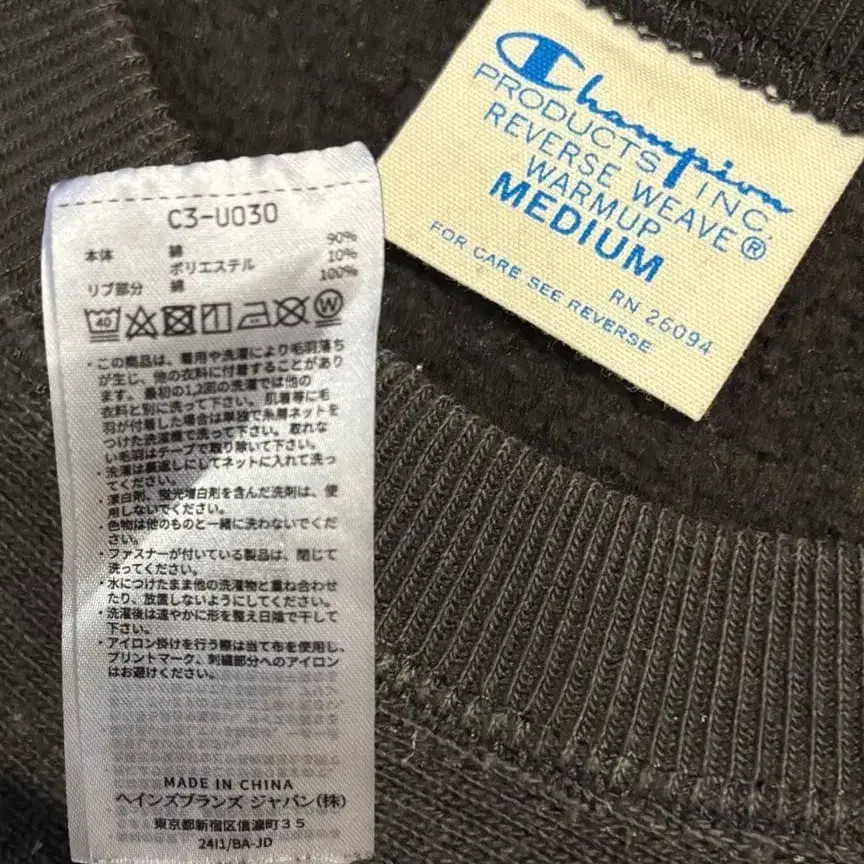 Champion
PRODUCTS INC.
REVERSE WEAVE®
WARMUP
MEDIUM
RN 26094
FOR CARE SEE REVERSE
C3-U030
本体 綿 90%
ポリエステル 10%
リブ部分 綿 100%
40
W
・この商品は、着用や洗濯により毛羽落ち
が生じ、他の衣料に付着することがあり
ます。最初の1,2回の洗濯では他の
衣料と別に洗って下さい。肌着等に毛
羽が付着した場合は単独で糸屑ネットを
つけた洗濯機で洗って下さい。取れな
い毛羽はテープで取り除いて下さい。
・洗濯は裏返しにしてネットに入れて洗っ
てください。
・漂白剤、蛍光増白剤を含んだ洗剤は、使
用しないでください。
・色物は他のものと一緒に洗わないでくだ
さい。
・ファスナーが付いている製品は、閉じて
洗ってください。
・水につけたまま他の洗濯物と重ね合わせ
たり、放置しないようにしてください。
・洗濯後は速やかに形を整え日陰で干して
下さい。
・アイロン掛けを行う際は当て布を使用し、
プリントマーク、刺繍部分へのアイロン
はお避けください。
MADE IN CHINA
ヘインズブランズ ジャパン(株)
東京都新宿区信濃町35
24I1/BA-JD